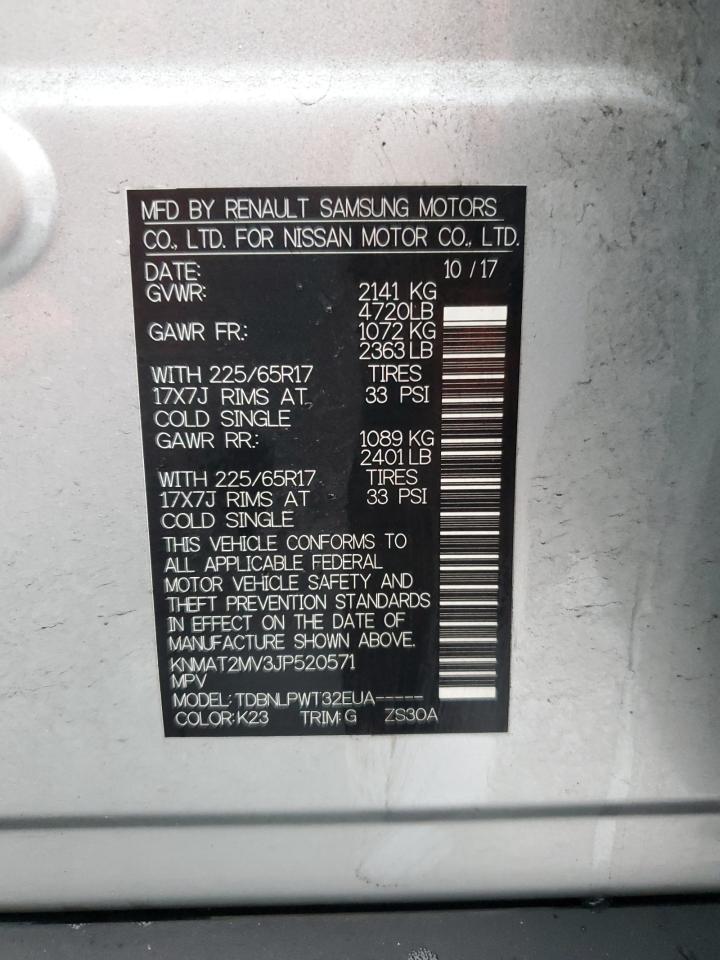 MFD BY RENAULT SAMSUNG MOTORS
CO., LTD. FOR NISSAN MOTOR CO., LTD.
DATE: 10 / 17
GVWR: 2141 KG
4720LB
GAWR FR.: 1072 KG
2363 LB
WITH 225/65R17 TIRES
17X7J RIMS AT 33 PSI
COLD SINGLE
GAWR RR.: 1089 KG
2401 LB
WITH 225/65R17 TIRES
17X7J RIMS AT 33 PSI
COLD SINGLE
THIS VEHICLE CONFORMS TO
ALL APPLICABLE FEDERAL
MOTOR VEHICLE SAFETY AND
THEFT PREVENTION STANDARDS
IN EFFECT ON THE DATE OF
MANUFACTURE SHOWN ABOVE.
KNMAT2MV3JP520571
MPV
MODEL: TDBNLPWT32EUA-----
COLOR: K23 TRIM: G ZS30A